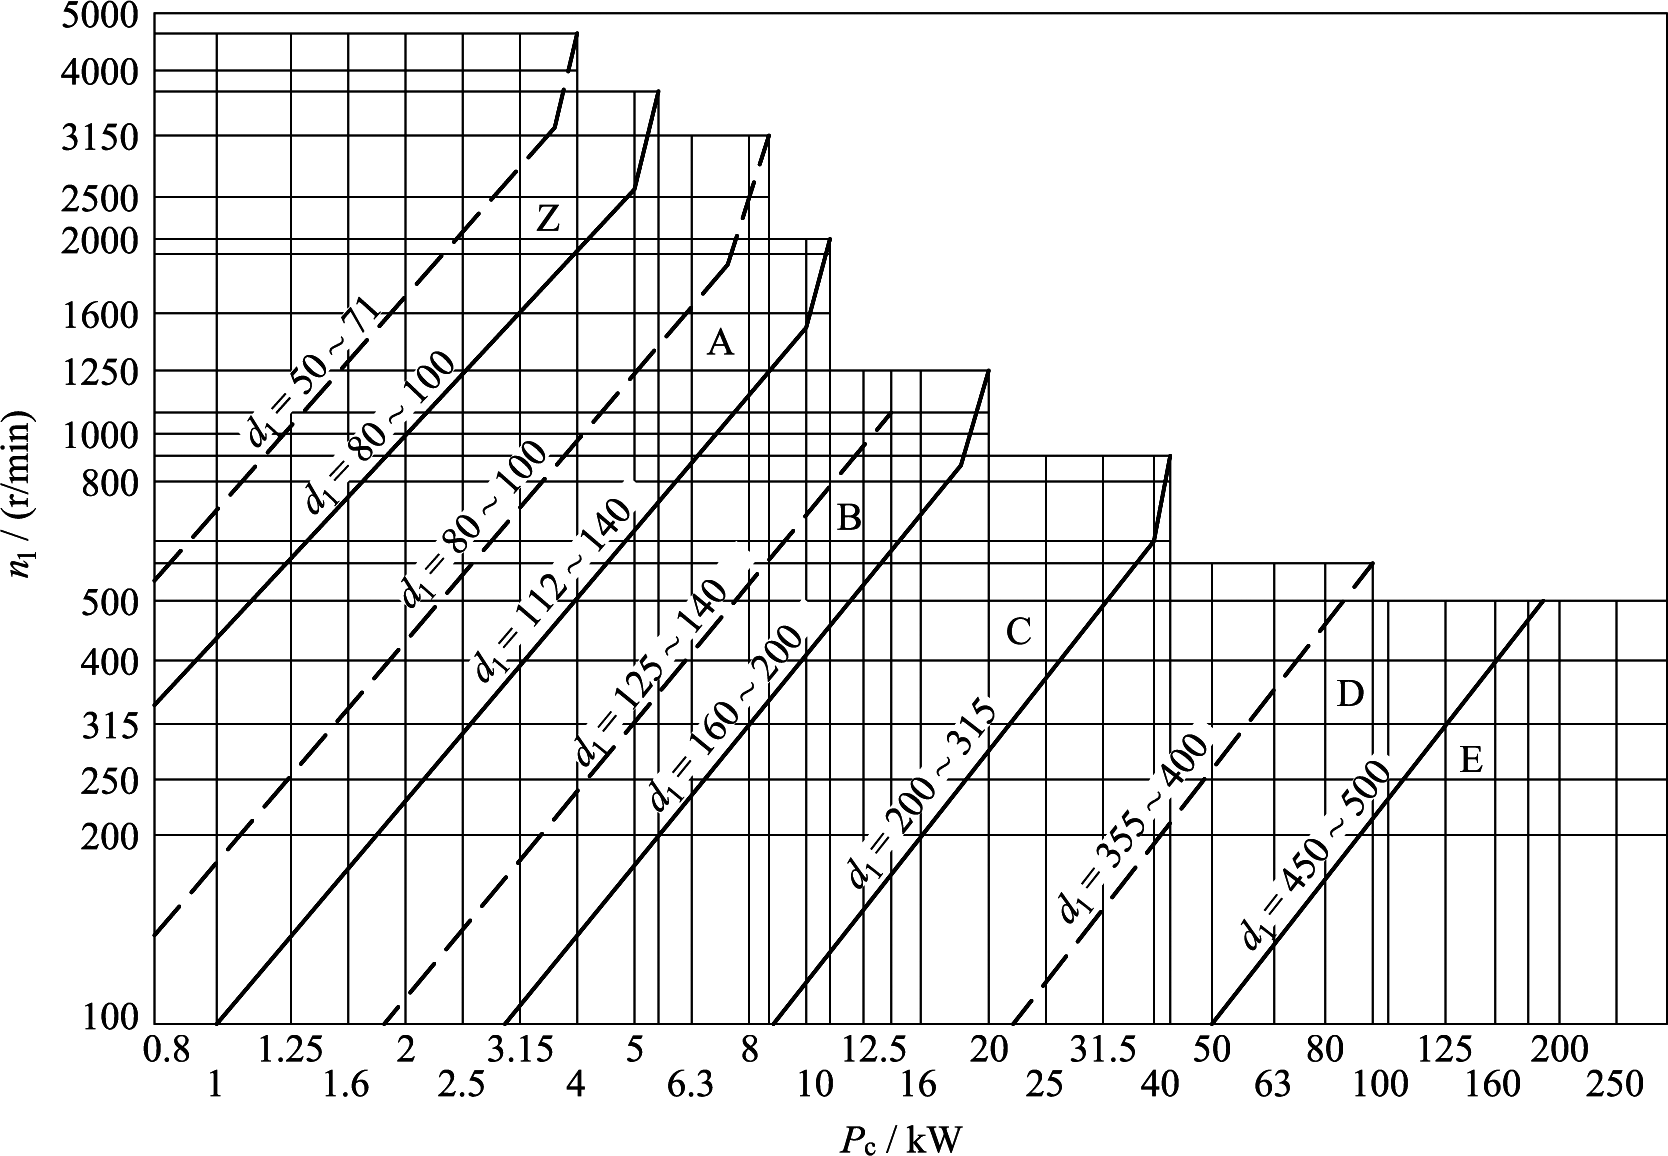 5000
4000
3150
2500
2000
1600
1250
1000
800
500
400
315
250
200
100
n₁ / (r/min)
Z
A
B
C
D
E
d₁ = 50 ~ 71
d₁ = 80 ~ 100
d₁ = 80 ~ 100
d₁ = 112 ~ 140
d₁ = 125 ~ 140
d₁ = 160 ~ 200
d₁ = 200 ~ 315
d₁ = 355 ~ 400
d₁ = 450 ~ 500
0.8 1.25 2 3.15 5 8 12.5 20 31.5 50 80 125 200
1 1.6 2.5 4 6.3 10 16 25 40 63 100 160 250
P_c / kW